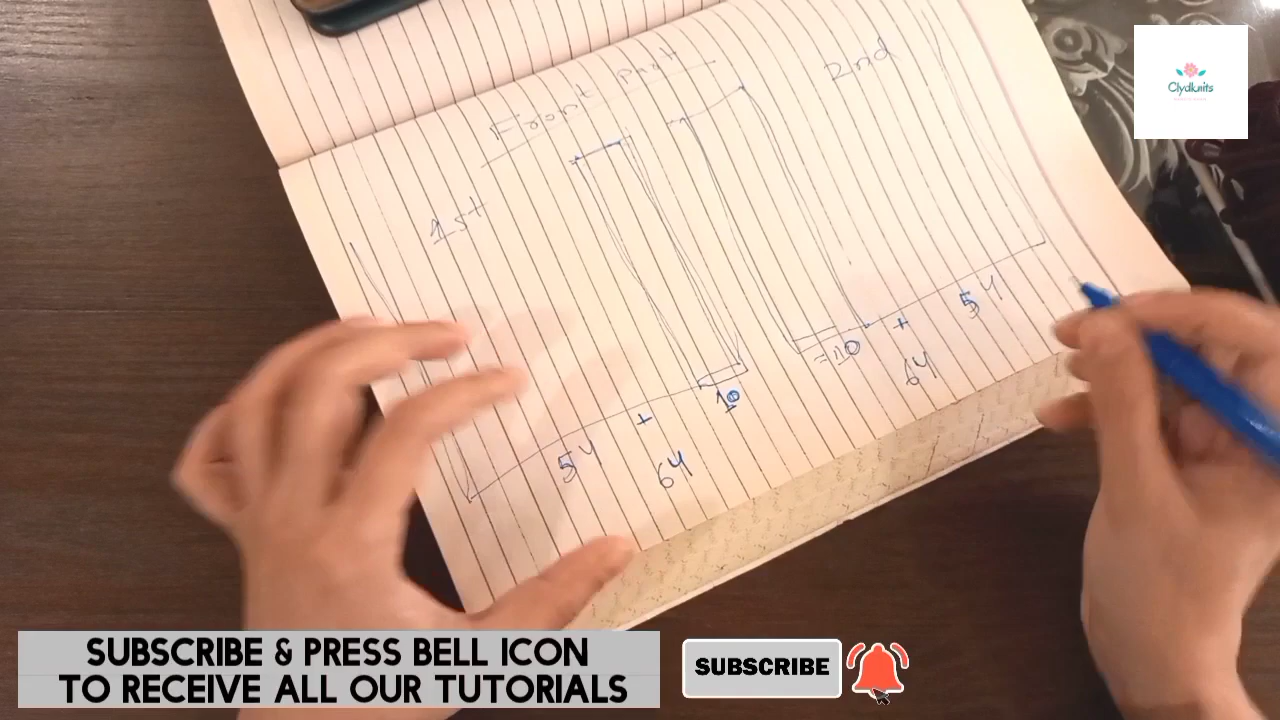 Front Part
2nd
1st
54 + 64
10
=10
+ 54
64
Clydknits
SUBSCRIBE & PRESS BELL ICON
TO RECEIVE ALL OUR TUTORIALS
SUBSCRIBE